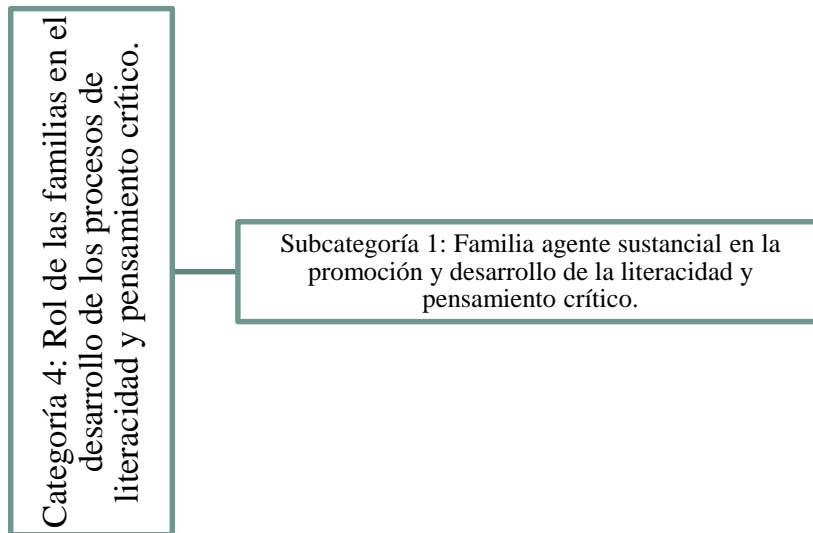 Categoría 4: Rol de las familias en el
desarrollo de los procesos de
literacidad y pensamiento crítico.
Subcategoría 1: Familia agente sustancial en la
promoción y desarrollo de la literacidad y
pensamiento crítico.